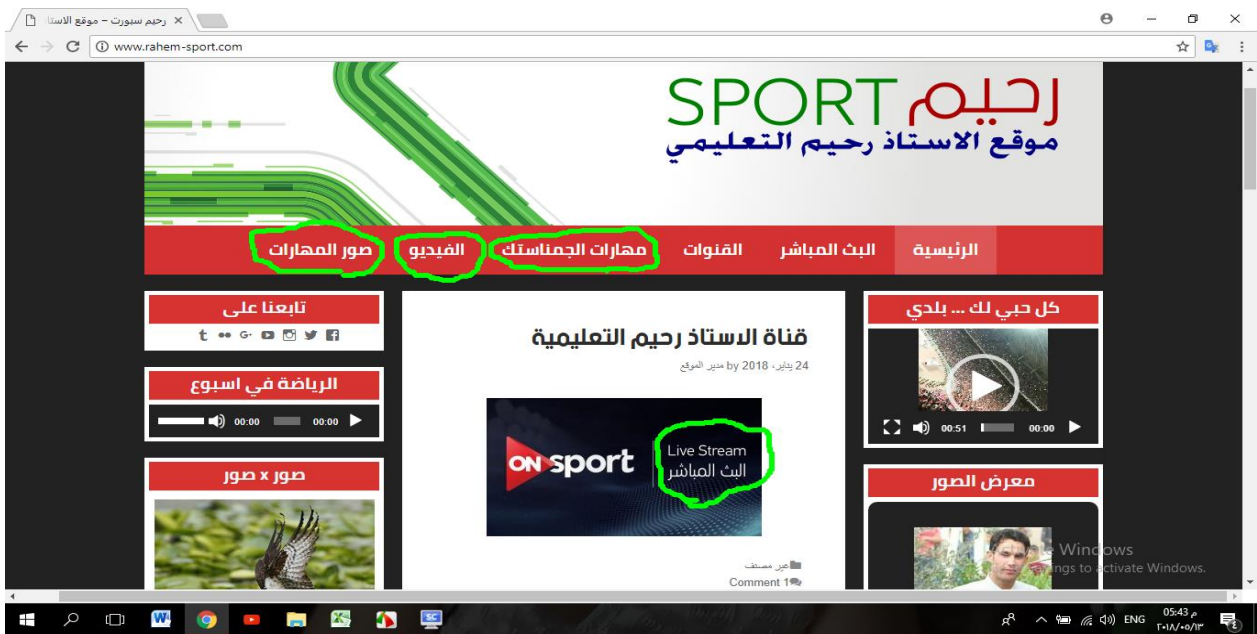 رحيم سبورت – موقع الاستا
www.rahem-sport.com
رحيم SPORT
موقع الاستاذ رحيم التعليمي
الرئيسية
البث المباشر
القنوات
مهارات الجمناستك
الفيديو
صور المهارات
كل حبي لك ... بلدي
00:00
00:51
معرض الصور
قناة الاستاذ رحيم التعليمية
24 يناير، 2018 by مدير الموقع
ON sport
Live Stream
البث المباشر
غير مصنف
Comment 1
تابعنا على
الرياضة في اسبوع
00:00
00:00
صور x صور
Windows
ings to activate Windows.
ENG
05:43 م
٢٠١٨/٠٥/١٣